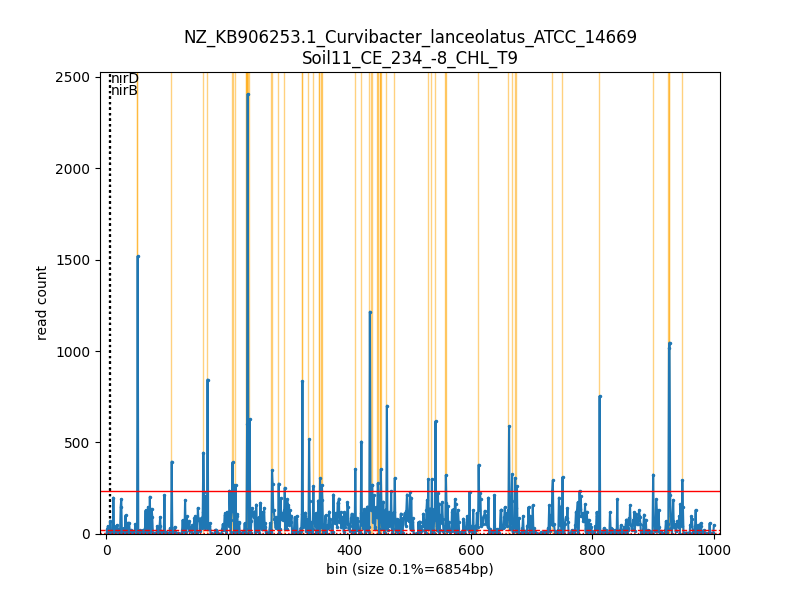 NZ_KB906253.1_Curvibacter_lanceolatus_ATCC_14669
Soil11_CE_234_-8_CHL_T9
nirD
nirB
2500
2000
1500
1000
500
0
read count
0 200 400 600 800 1000
bin (size 0.1%=6854bp)